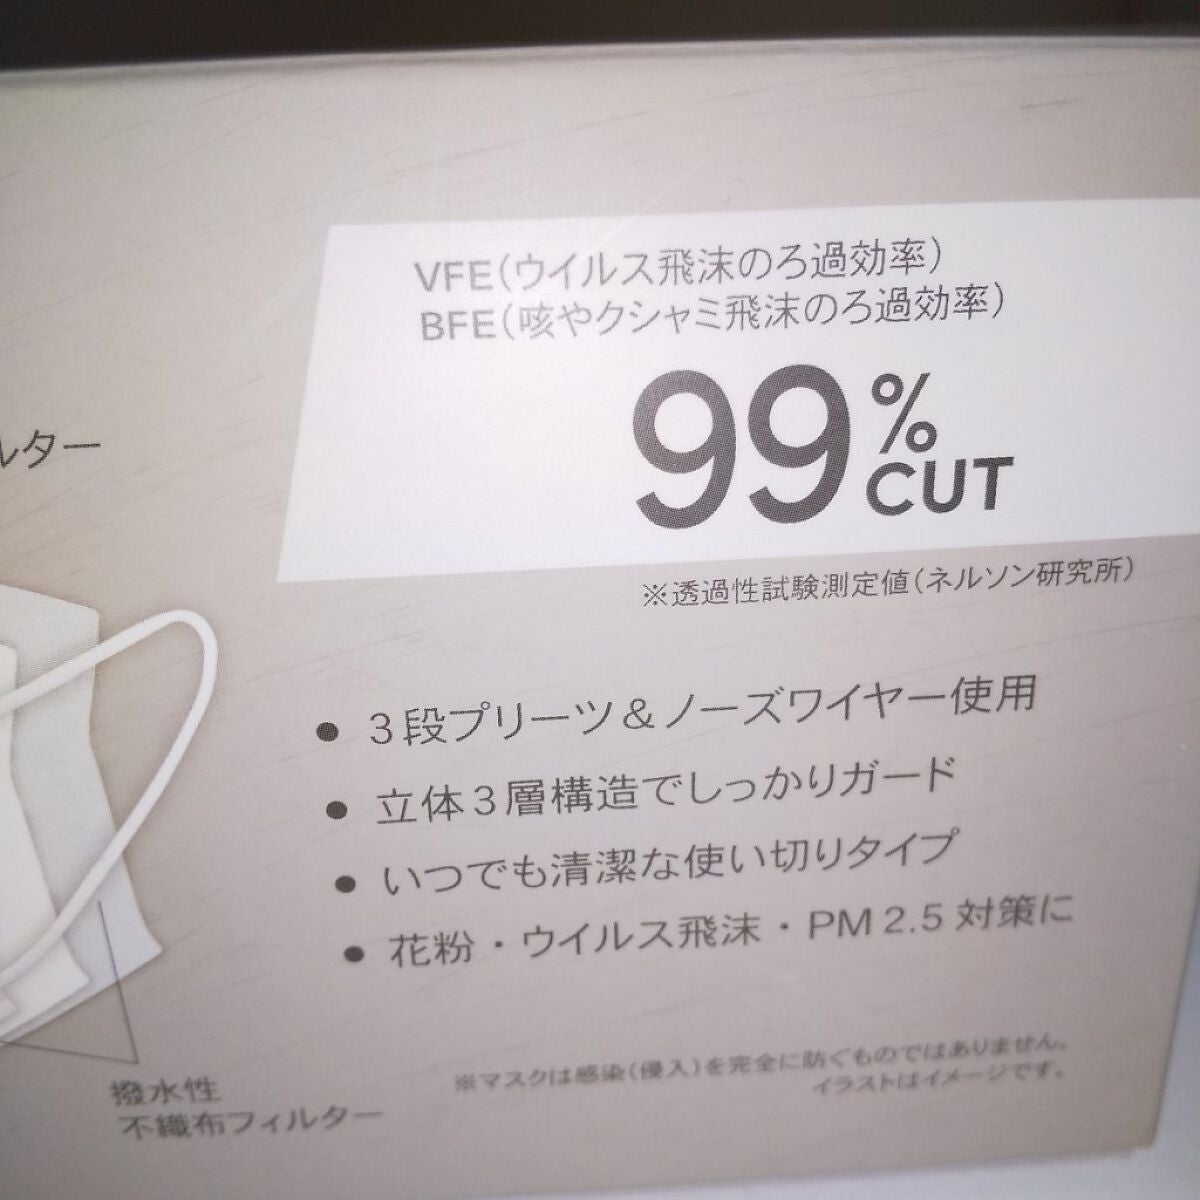 VFE(ウイルス飛沫のろ過効率)
BFE(咳やクシャミ飛沫のろ過効率)
99%
CUT
※透過性試験測定値(ネルソン研究所)
ルター
● 3段プリーツ&ノーズワイヤー使用
● 立体3層構造でしっかりガード
● いつでも清潔な使い切りタイプ
● 花粉・ウイルス飛沫・PM2.5対策に
撥水性
不織布フィルター
※マスクは感染(侵入)を完全に防ぐものではありません。
イラストはイメージです。